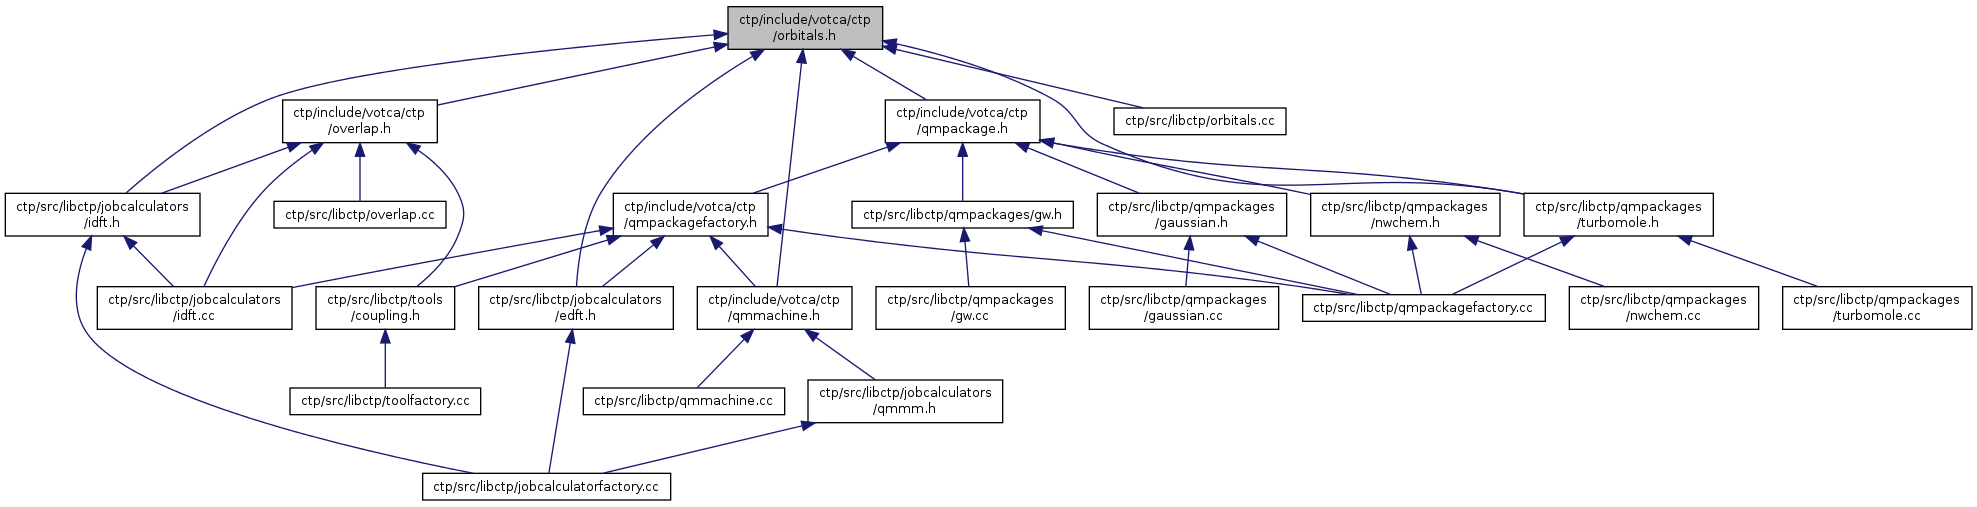 ctp/include/votca/ctp
/orbitals.h
ctp/include/votca/ctp
/overlap.h
ctp/include/votca/ctp
/qmpackage.h
ctp/src/libctp/orbitals.cc
ctp/src/libctp/jobcalculators
/idft.h
ctp/src/libctp/overlap.cc
ctp/include/votca/ctp
/qmpackagefactory.h
ctp/src/libctp/qmpackages/gw.h
ctp/src/libctp/qmpackages
/gaussian.h
ctp/src/libctp/qmpackages
/nwchem.h
ctp/src/libctp/qmpackages
/turbomole.h
ctp/src/libctp/jobcalculators
/idft.cc
ctp/src/libctp/tools
/coupling.h
ctp/src/libctp/jobcalculators
/edft.h
ctp/include/votca/ctp
/qmmachine.h
ctp/src/libctp/qmpackages
/gw.cc
ctp/src/libctp/qmpackages
/gaussian.cc
ctp/src/libctp/qmpackagefactory.cc
ctp/src/libctp/qmpackages
/nwchem.cc
ctp/src/libctp/qmpackages
/turbomole.cc
ctp/src/libctp/toolfactory.cc
ctp/src/libctp/qmmachine.cc
ctp/src/libctp/jobcalculators
/qmmm.h
ctp/src/libctp/jobcalculatorfactory.cc